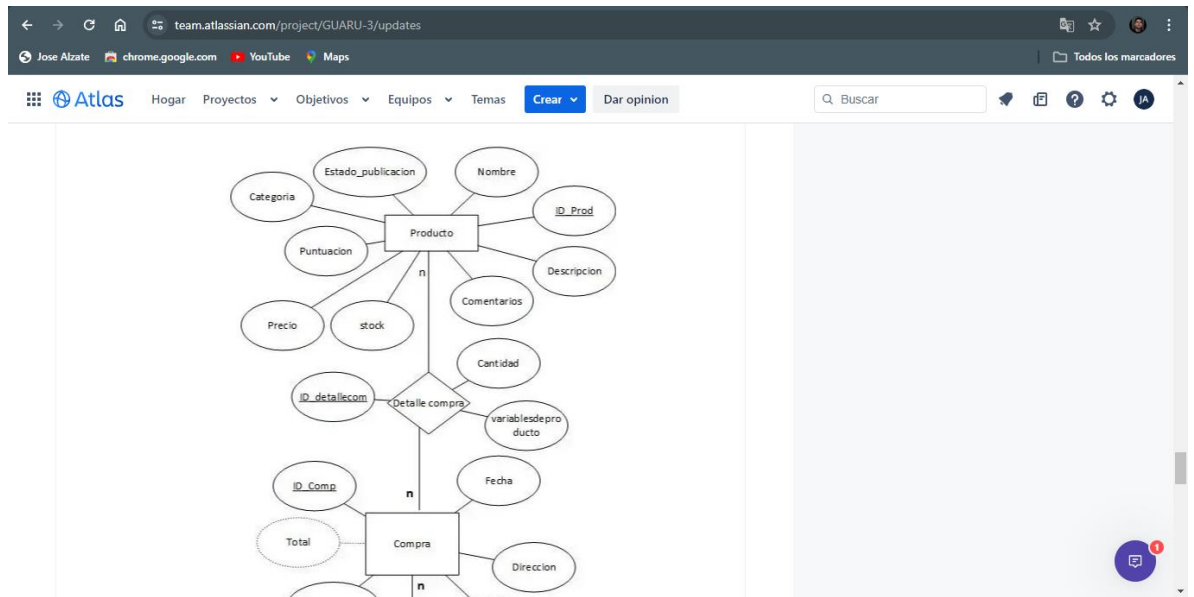 team.atlassian.com/project/GUARU-3/updates
Jose Alzate chrome.google.com YouTube Maps Todos los marcadores
Atlas Hogar Proyectos Objetivos Equipos Temas Crear Dar opinion Buscar JA
Estado_publicacion
Nombre
Categoria
ID_Prod
Producto
Puntuacion
n
Descripcion
Comentarios
Precio
stock
Cantidad
ID_detallecom
Detalle compra
variablesdepro
ducto
Fecha
ID_Comp
n
Total
Compra
Direccion
n
1